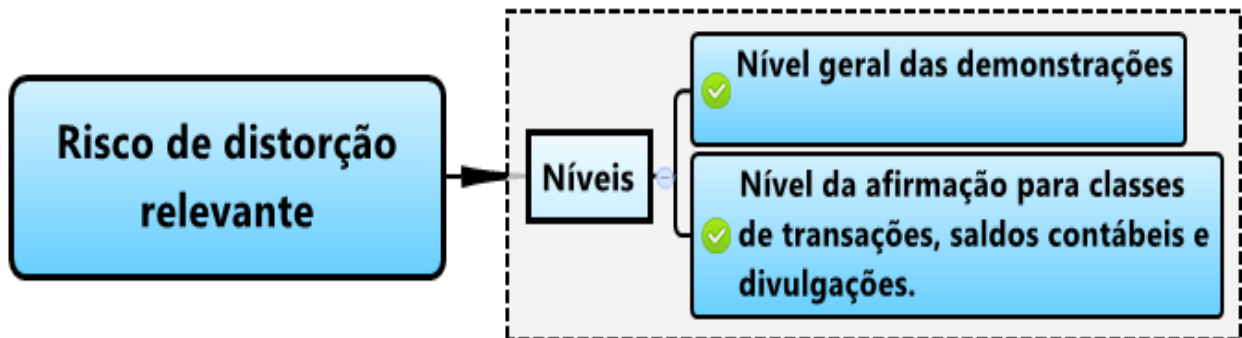 Risco de distorção
relevante
Níveis
Nível geral das demonstrações
Nível da afirmação para classes
de transações, saldos contábeis e
divulgações.